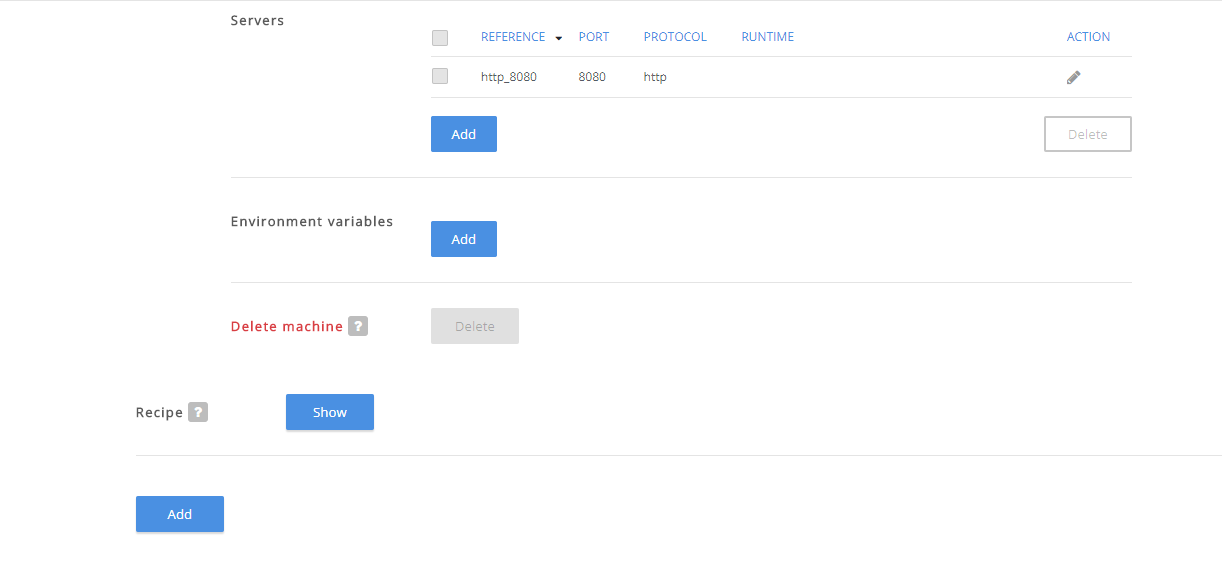 Servers
REFERENCE PORT PROTOCOL RUNTIME ACTION
http_8080 8080 http
Add Delete
Environment variables
Add
Delete machine ? Delete
Recipe ? Show
Add